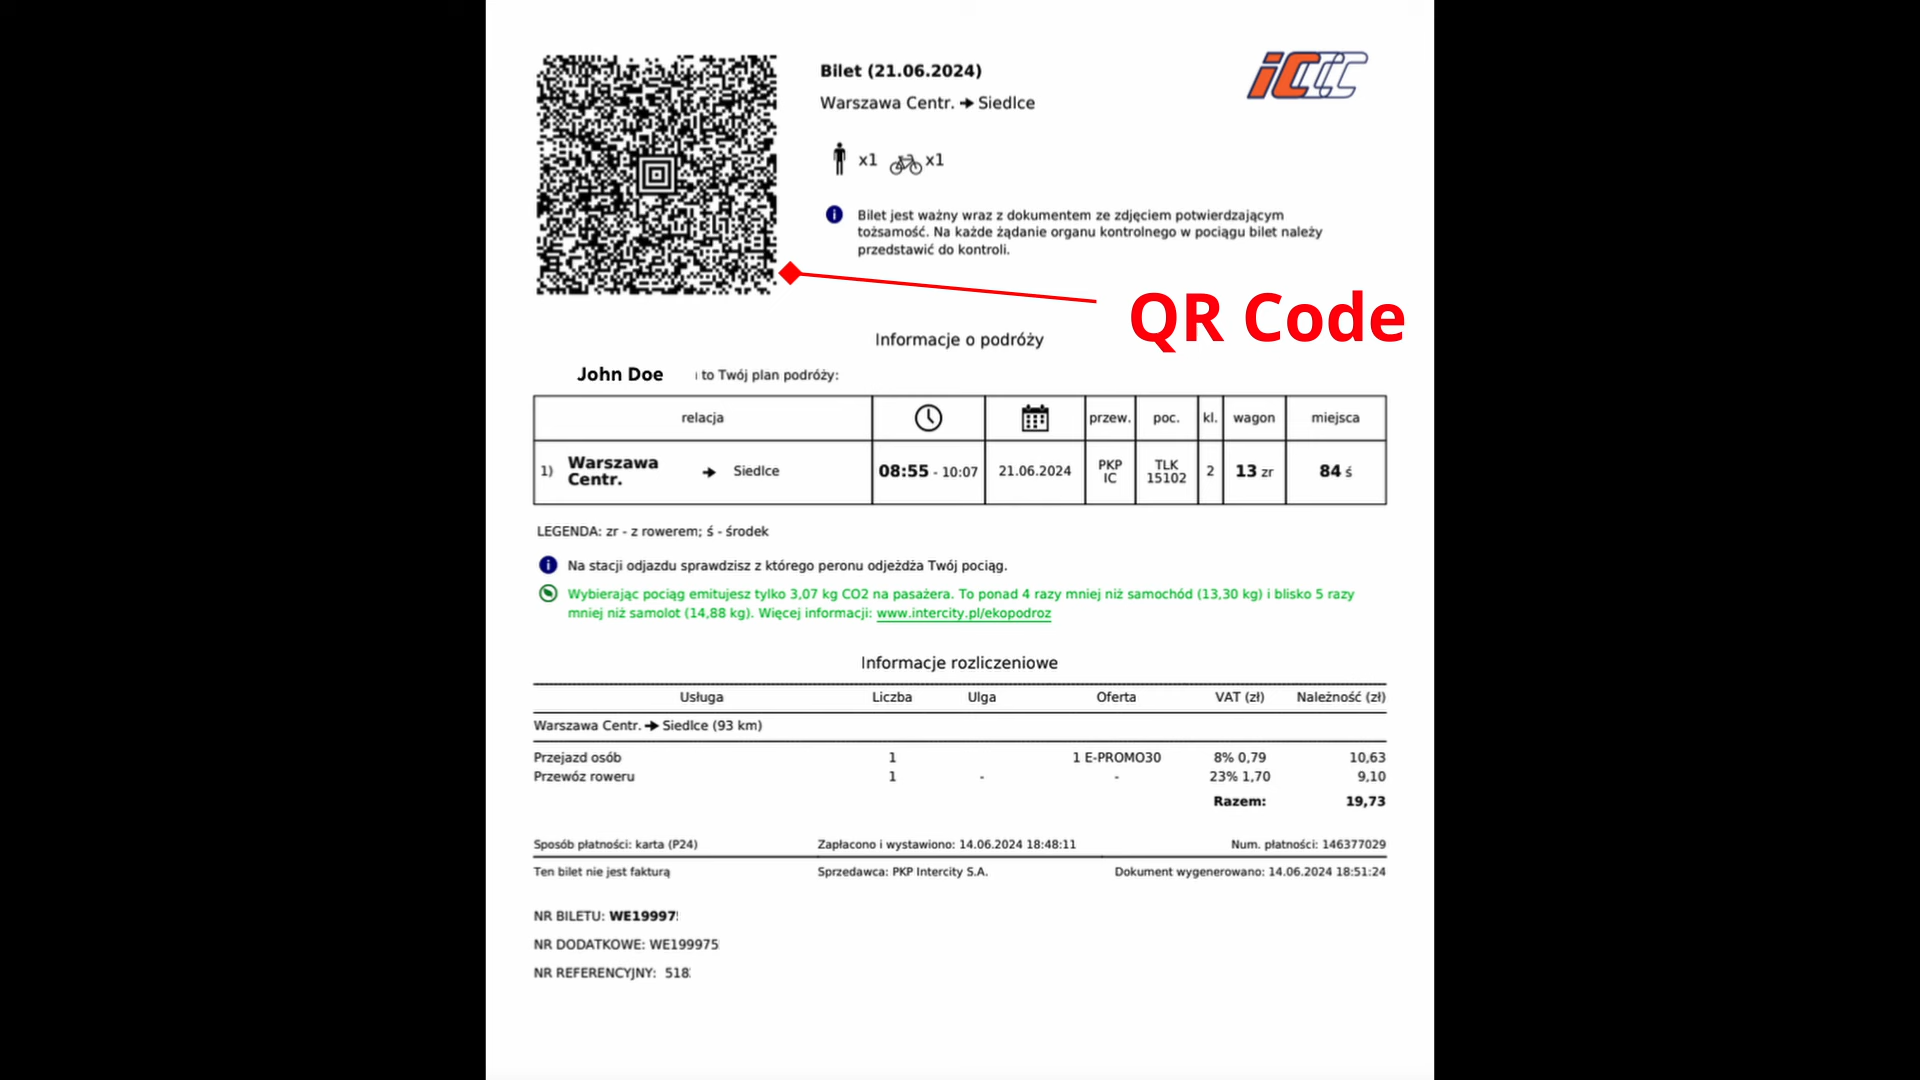 Bilet (21.06.2024)
Warszawa Centr. → Siedlce
x1 x1
Bilet jest ważny wraz z dokumentem ze zdjęciem potwierdzającym
tożsamość. Na każde żądanie organu kontrolnego w pociągu bilet należy
przedstawić do kontroli.
QR Code
Informacje o podróży
John Doe to Twój plan podróży:
relacja przew. poc. kl. wagon miejsca
1) Warszawa Centr. → Siedlce 08:55 - 10:07 21.06.2024 PKP IC TLK 15102 2 13 zr 84 ś
LEGENDA: zr - z rowerem; ś - środek
Na stacji odjazdu sprawdzisz z którego peronu odjeżdża Twój pociąg.
Wybierając pociąg emitujesz tylko 3,07 kg CO2 na pasażera. To ponad 4 razy mniej niż samochód (13,30 kg) i blisko 5 razy
mniej niż samolot (14,88 kg). Więcej informacji: www.intercity.pl/ekopodroz
Informacje rozliczeniowe
Usługa Liczba Ulga Oferta VAT (zł) Należność (zł)
Warszawa Centr. → Siedlce (93 km)
Przejazd osób 1 1 E-PROMO30 8% 0,79 10,63
Przewóz roweru 1 - - 23% 1,70 9,10
Razem: 19,73
Sposób płatności: karta (P24) Zapłacono i wystawiono: 14.06.2024 18:48:11 Num. płatności: 146377029
Ten bilet nie jest fakturą Sprzedawca: PKP Intercity S.A. Dokument wygenerowano: 14.06.2024 18:51:24
NR BILETU: WE19997
NR DODATKOWE: WE199975
NR REFERENCYJNY: 518